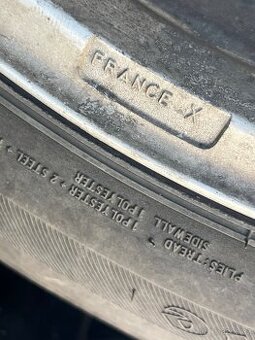 FRANCE X
PLIES: TREAD 1 POLYESTER + 2 STEEL +
SIDEWALL 1 POLYESTER